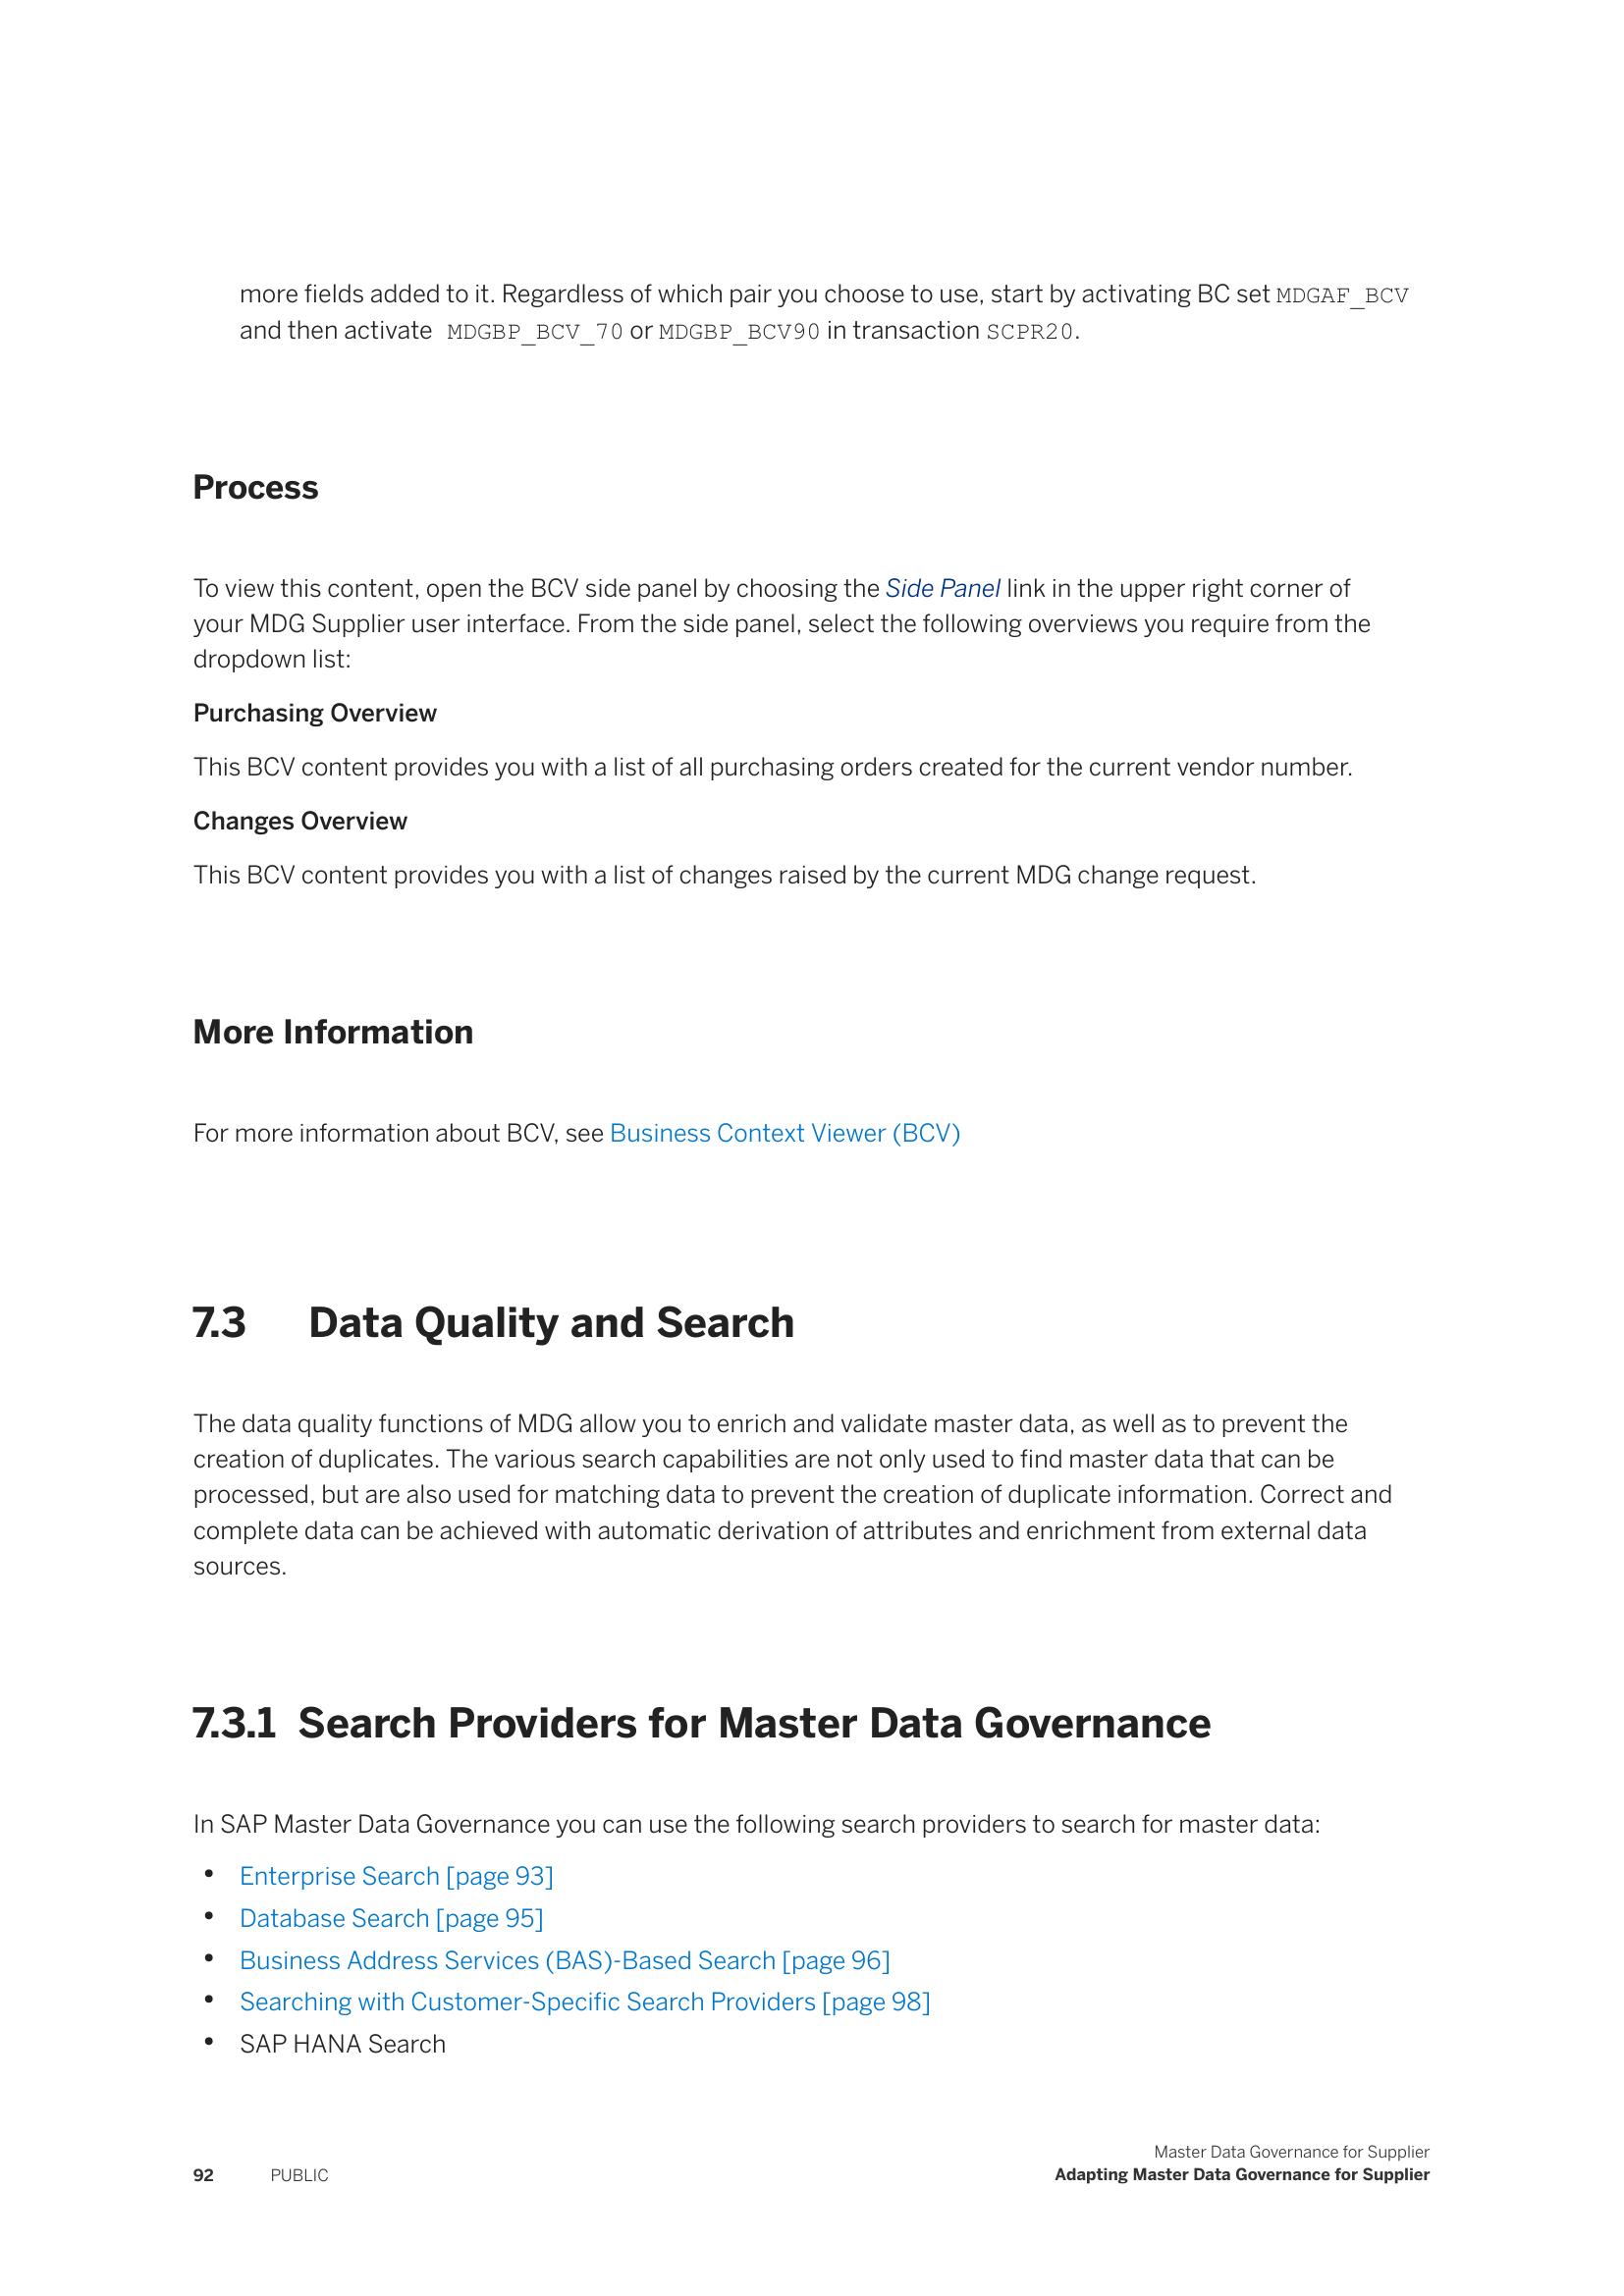 more fields added to it. Regardless of which pair you choose to use, start by activating BC set MDGAF_BCV
and then activate MDGBP_BCV_70 or MDGBP_BCV90 in transaction SCPR20.
Process
To view this content, open the BCV side panel by choosing the Side Panel link in the upper right corner of
your MDG Supplier user interface. From the side panel, select the following overviews you require from the
dropdown list:
Purchasing Overview
This BCV content provides you with a list of all purchasing orders created for the current vendor number.
Changes Overview
This BCV content provides you with a list of changes raised by the current MDG change request.
More Information
For more information about BCV, see Business Context Viewer (BCV)
7.3 Data Quality and Search
The data quality functions of MDG allow you to enrich and validate master data, as well as to prevent the
creation of duplicates. The various search capabilities are not only used to find master data that can be
processed, but are also used for matching data to prevent the creation of duplicate information. Correct and
complete data can be achieved with automatic derivation of attributes and enrichment from external data
sources.
7.3.1 Search Providers for Master Data Governance
In SAP Master Data Governance you can use the following search providers to search for master data:
• Enterprise Search [page 93]
• Database Search [page 95]
• Business Address Services (BAS)-Based Search [page 96]
• Searching with Customer-Specific Search Providers [page 98]
• SAP HANA Search
Master Data Governance for Supplier
92 PUBLIC Adapting Master Data Governance for Supplier